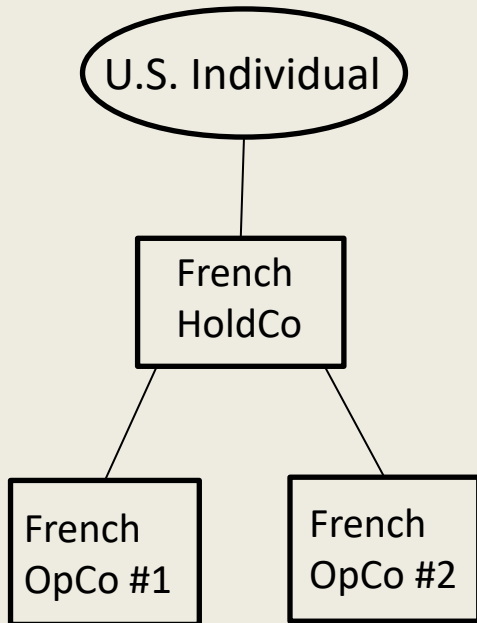 U.S. Individual
French
HoldCo
French
OpCo #1
French
OpCo #2